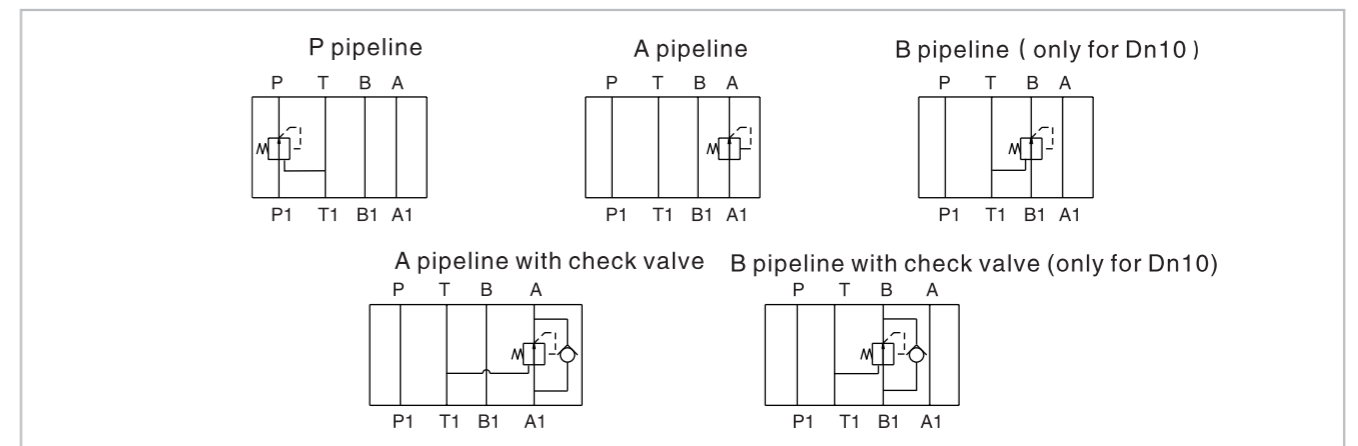 P pipeline
P T B A
P1 T1 B1 A1
A pipeline
P T B A
P1 T1 B1 A1
B pipeline ( only for Dn10 )
P T B A
P1 T1 B1 A1
A pipeline with check valve
P T B A
P1 T1 B1 A1
B pipeline with check valve (only for Dn10)
P T B A
P1 T1 B1 A1